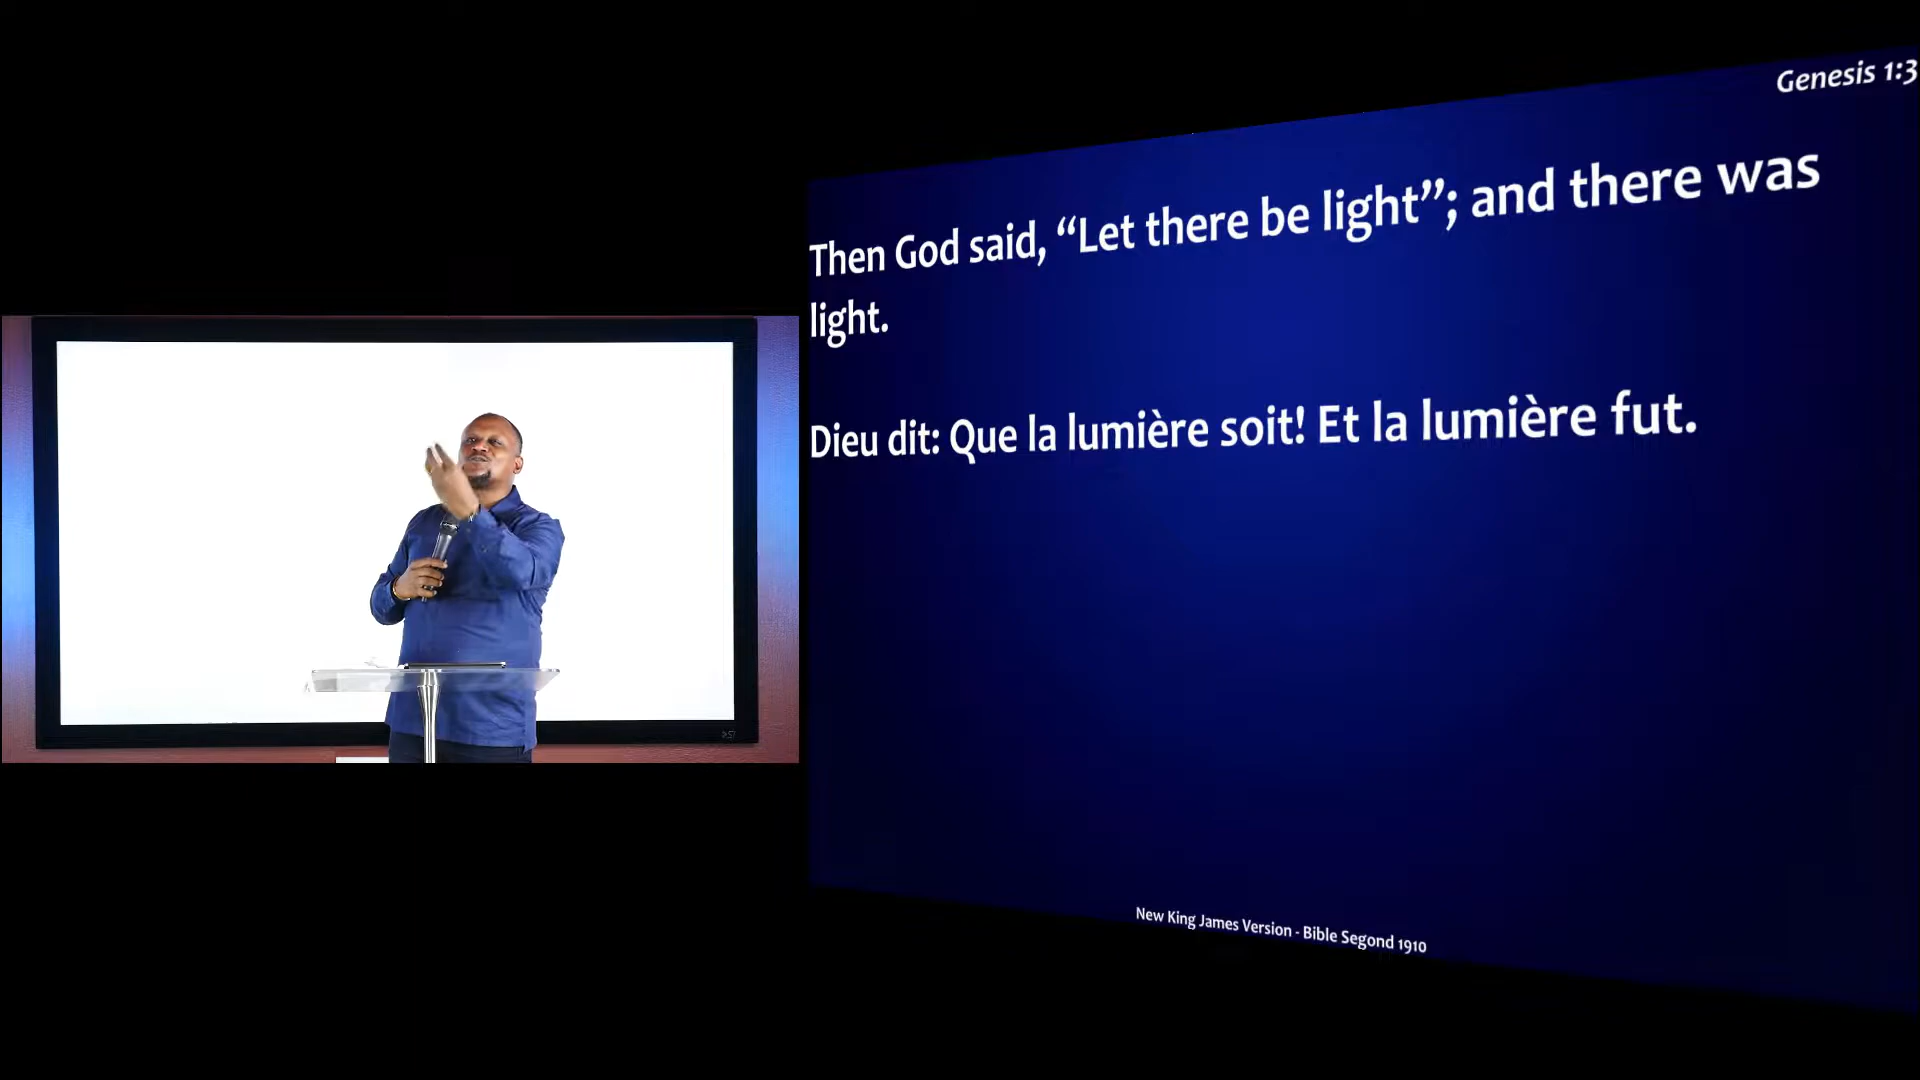 Genesis 1:3
Then God said, “Let there be light”; and there was
light.
Dieu dit: Que la lumière soit! Et la lumière fut.
New King James Version - Bible Segond 1910